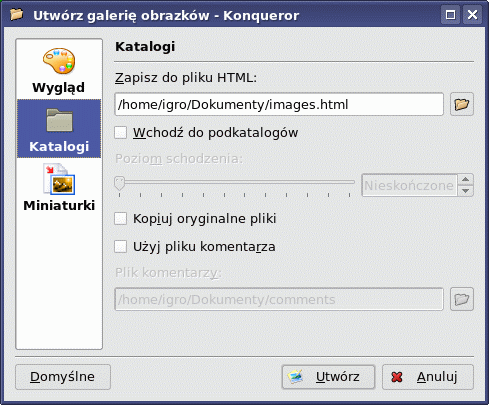 Utwórz galerię obrazków - Konqueror
Wygląd
Katalogi
Miniaturki
Katalogi
Zapisz do pliku HTML:
/home/igro/Dokumenty/images.html
Wchodź do podkatalogów
Poziom schodzenia:
Nieskończone
Kopiuj oryginalne pliki
Użyj pliku komentarza
Plik komentarzy:
/home/igro/Dokumenty/comments
Domyślne
Utwórz
Anuluj